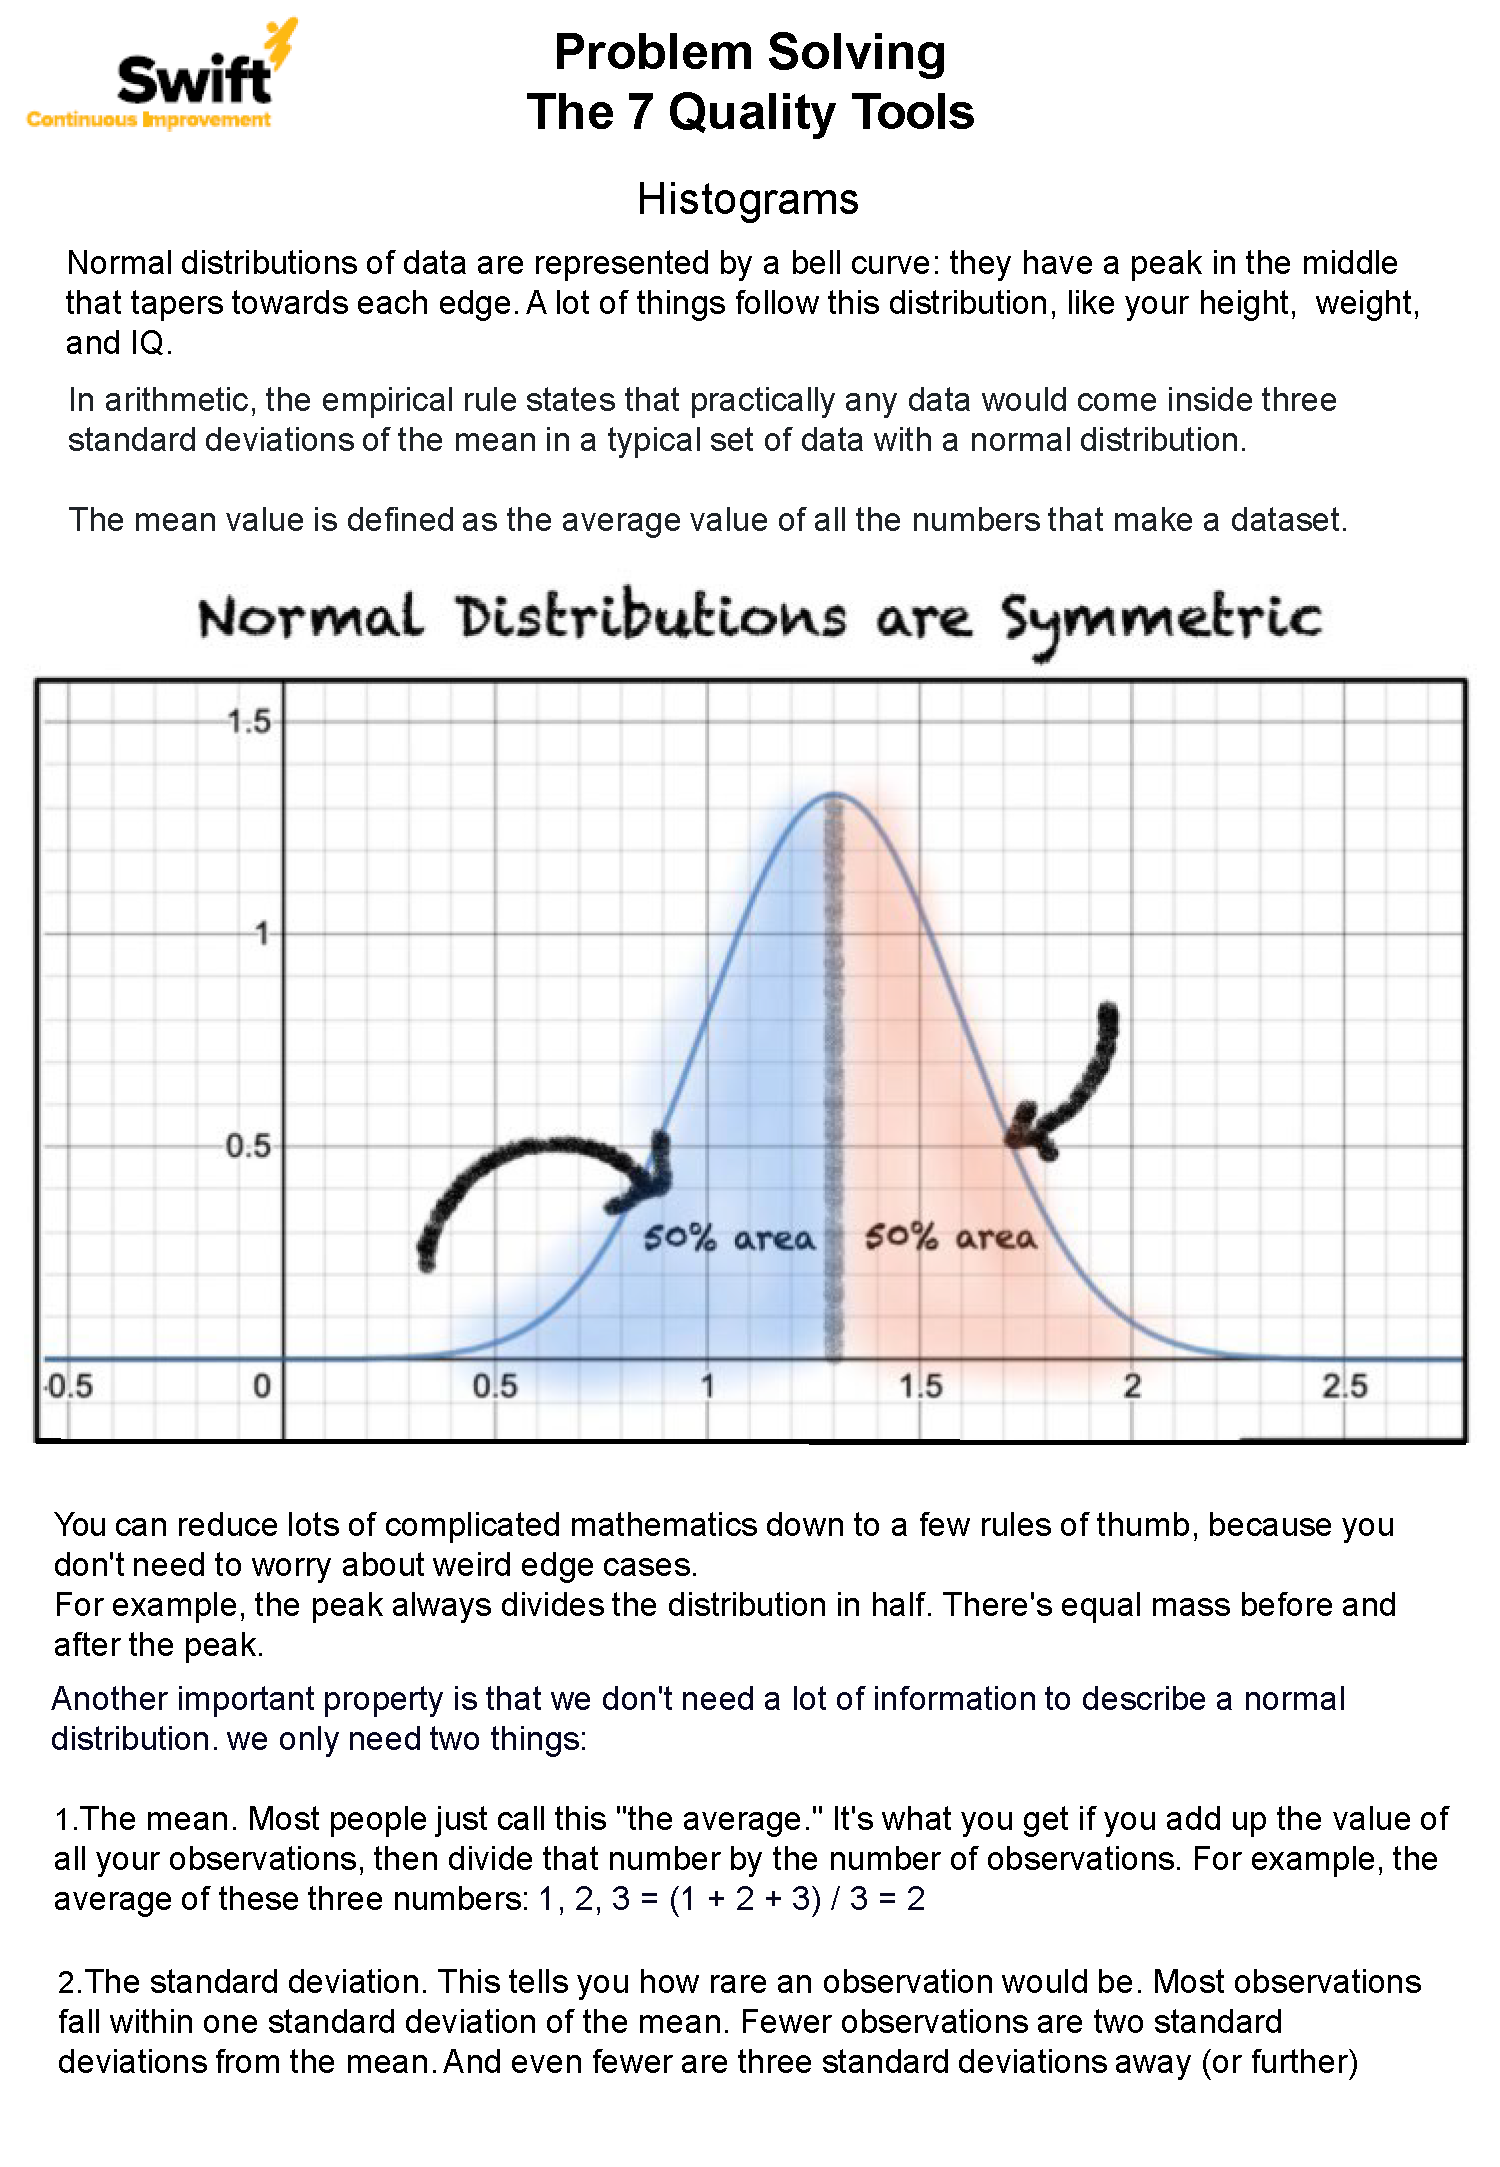 Swift
Continuous Improvement
Problem Solving
The 7 Quality Tools
Histograms
Normal distributions of data are represented by a bell curve: they have a peak in the middle
that tapers towards each edge. A lot of things follow this distribution, like your height,  weight,
and IQ.
In arithmetic, the empirical rule states that practically any data would come inside three
standard deviations of the mean in a typical set of data with a normal distribution.
The mean value is defined as the average value of all the numbers that make a dataset.
Normal Distributions are Symmetric
1.5
1
0.5
50% area 50% area
-0.5 0 0.5 1 1.5 2 2.5
You can reduce lots of complicated mathematics down to a few rules of thumb, because you
don't need to worry about weird edge cases.
For example, the peak always divides the distribution in half. There's equal mass before and
after the peak.
Another important property is that we don't need a lot of information to describe a normal
distribution. we only need two things:
1.The mean. Most people just call this "the average." It's what you get if you add up the value of
all your observations, then divide that number by the number of observations. For example, the
average of these three numbers: 1, 2, 3 = (1 + 2 + 3) / 3 = 2
2.The standard deviation. This tells you how rare an observation would be. Most observations
fall within one standard deviation of the mean. Fewer observations are two standard
deviations from the mean. And even fewer are three standard deviations away (or further)